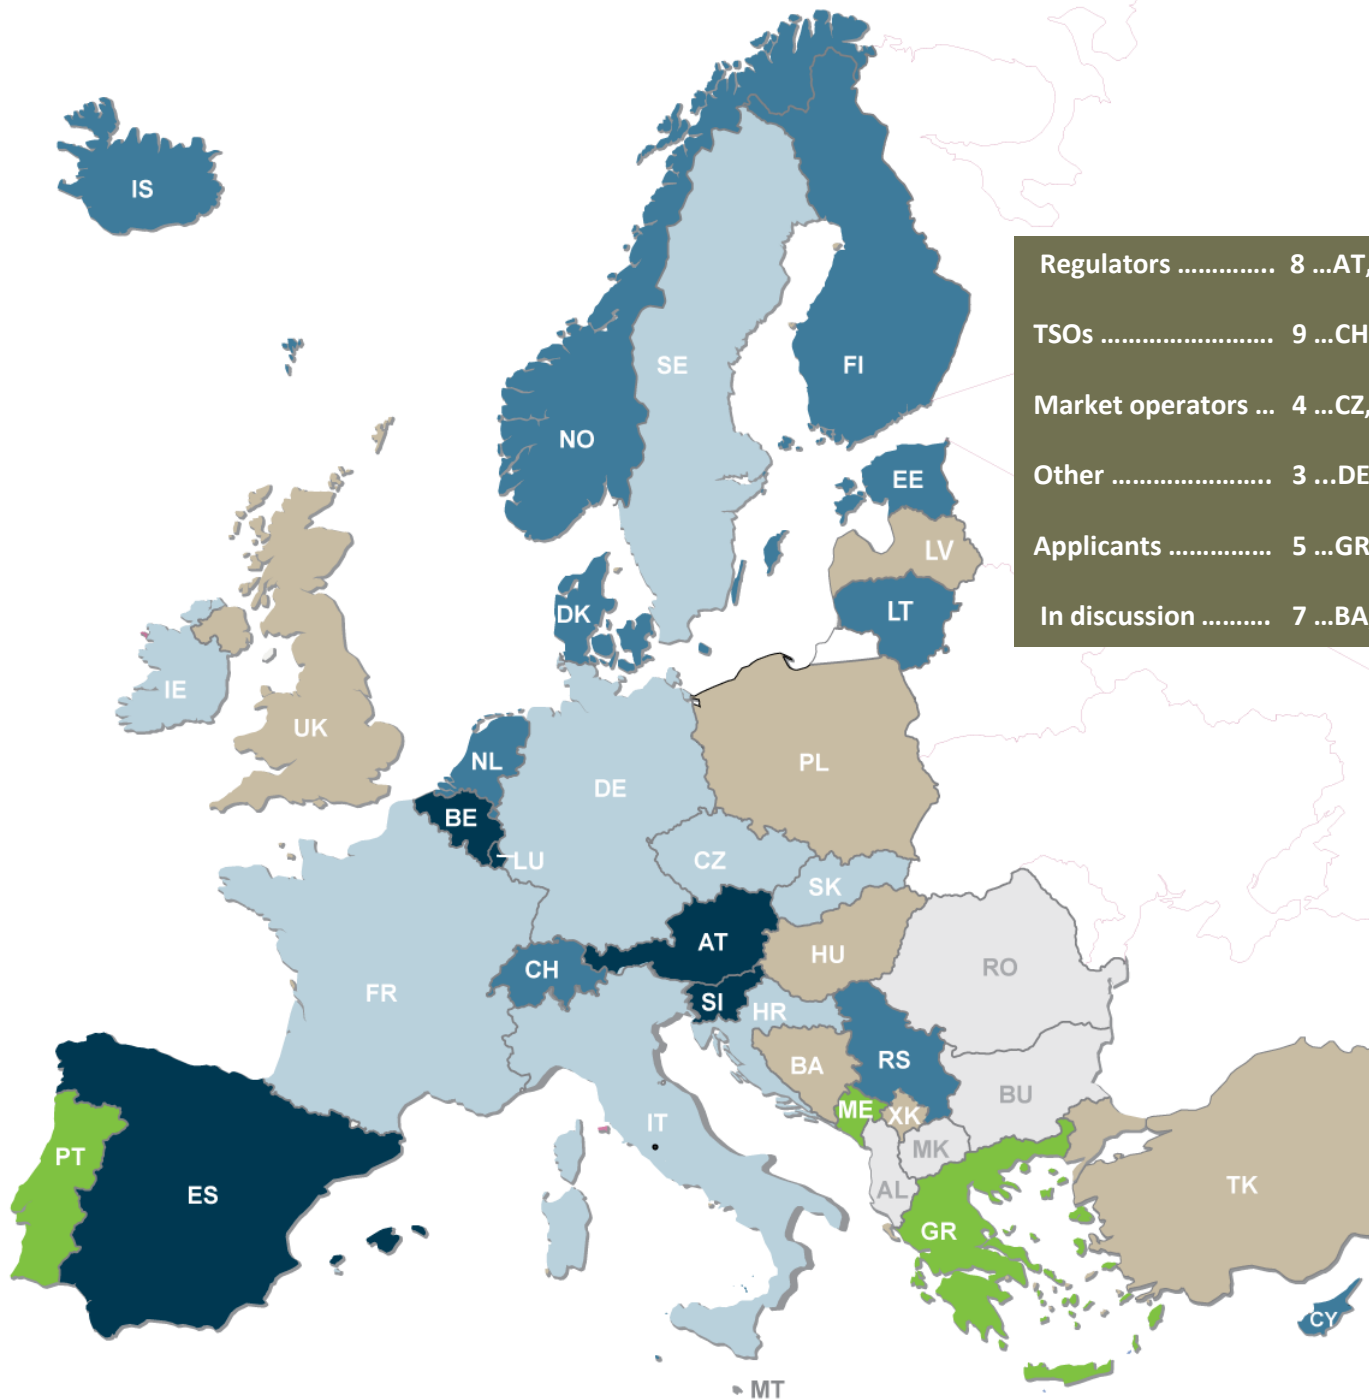 IS
Regulators ………….. 8 …AT,
TSOs ……………………. 9 …CH
SE
FI
Market operators … 4 …CZ,
NO
EE
Other ………………….. 3 …DE
LV
Applicants …………… 5 …GR
DK
LT
In discussion ………. 7 …BA
IE
UK
NL
PL
DE
BE
LU
CZ
SK
AT
HU
CH
RO
FR
SI
HR
BA
RS
BU
ME
XK
IT
MK
PT
ES
AL
TK
GR
CY
MT